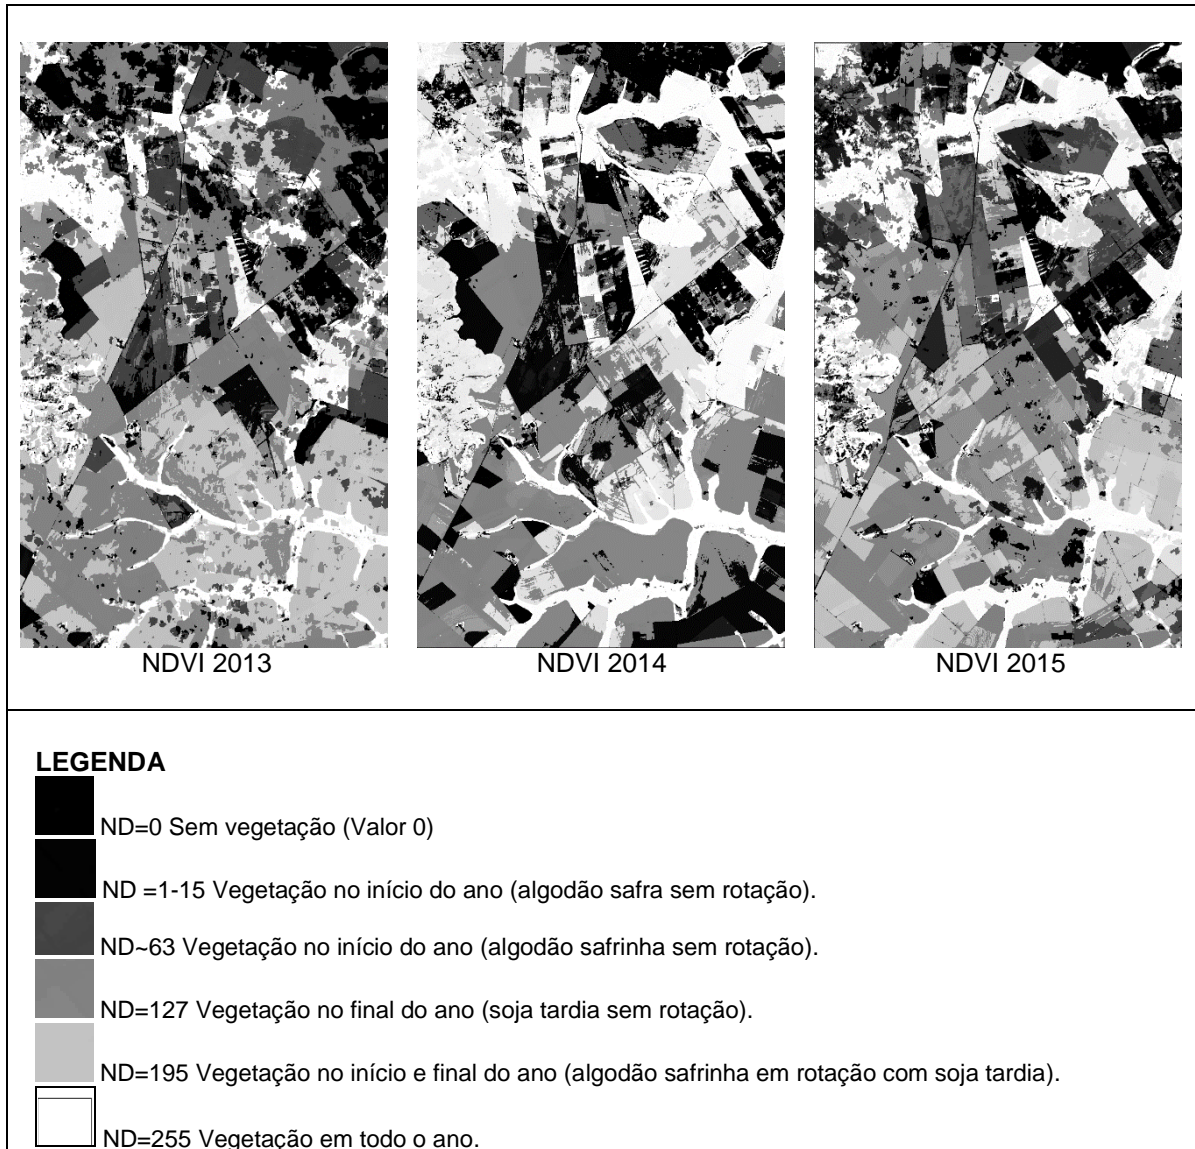 NDVI 2013
NDVI 2014
NDVI 2015
LEGENDA
ND=0 Sem vegetação (Valor 0)
ND =1-15 Vegetação no início do ano (algodão safra sem rotação).
ND~63 Vegetação no início do ano (algodão safrinha sem rotação).
ND=127 Vegetação no final do ano (soja tardia sem rotação).
ND=195 Vegetação no início e final do ano (algodão safrinha em rotação com soja tardia).
ND=255 Vegetação em todo o ano.